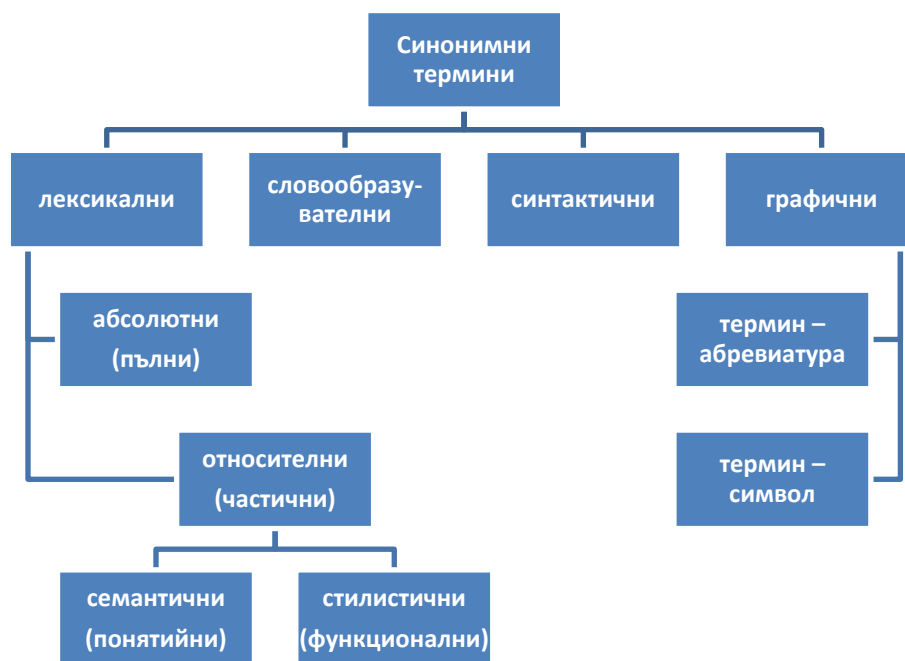 Синонимни
термини
лексикални
словообразу-
вателни
синтактични
графични
абсолютни
(пълни)
термин –
абревиатура
относителни
(частични)
термин –
символ
семантични
(понятийни)
стилистични
(функционални)